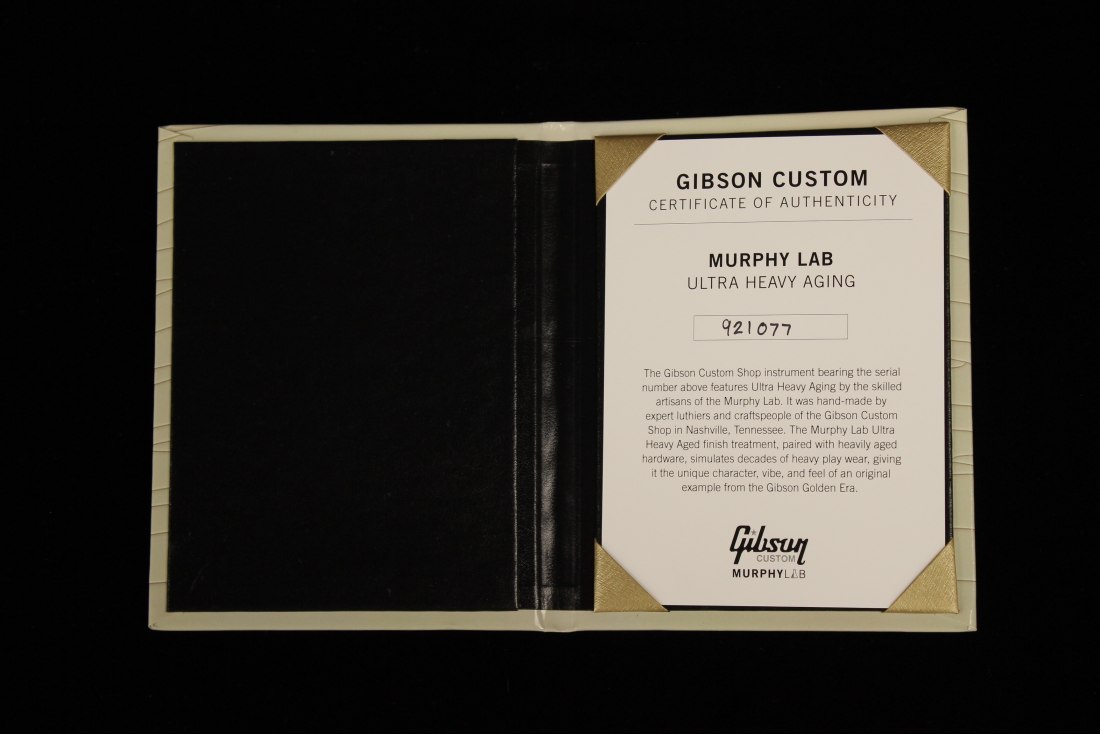 GIBSON CUSTOM
CERTIFICATE OF AUTHENTICITY
MURPHY LAB
ULTRA HEAVY AGING
921077
The Gibson Custom Shop instrument bearing the serial
number above features Ultra Heavy Aging by the skilled
artisans of the Murphy Lab. It was hand-made by
expert luthiers and craftspeople of the Gibson Custom
Shop in Nashville, Tennessee. The Murphy Lab Ultra
Heavy Aged finish treatment, paired with heavily aged
hardware, simulates decades of heavy play wear, giving
it the unique character, vibe, and feel of an original
example from the Gibson Golden Era.
Gibson
CUSTOM
MURPHYLAB